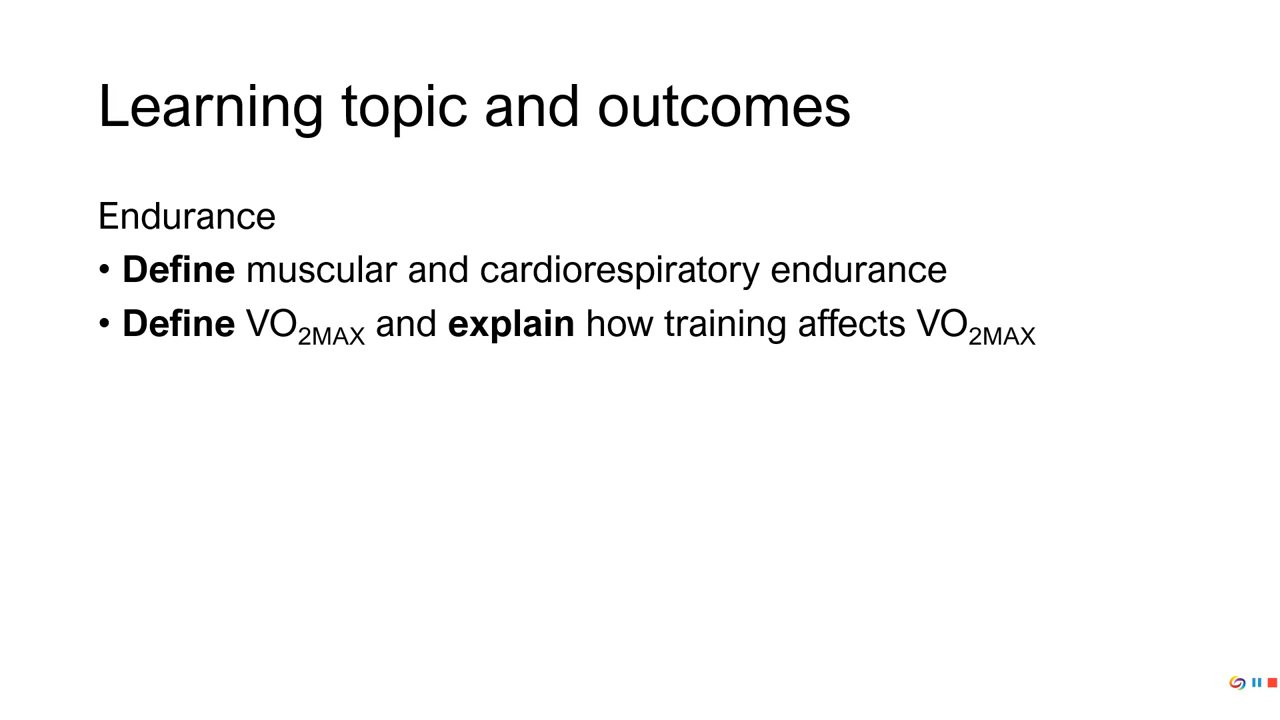 Learning topic and outcomes
Endurance
• Define muscular and cardiorespiratory endurance
• Define VO2MAX and explain how training affects VO2MAX